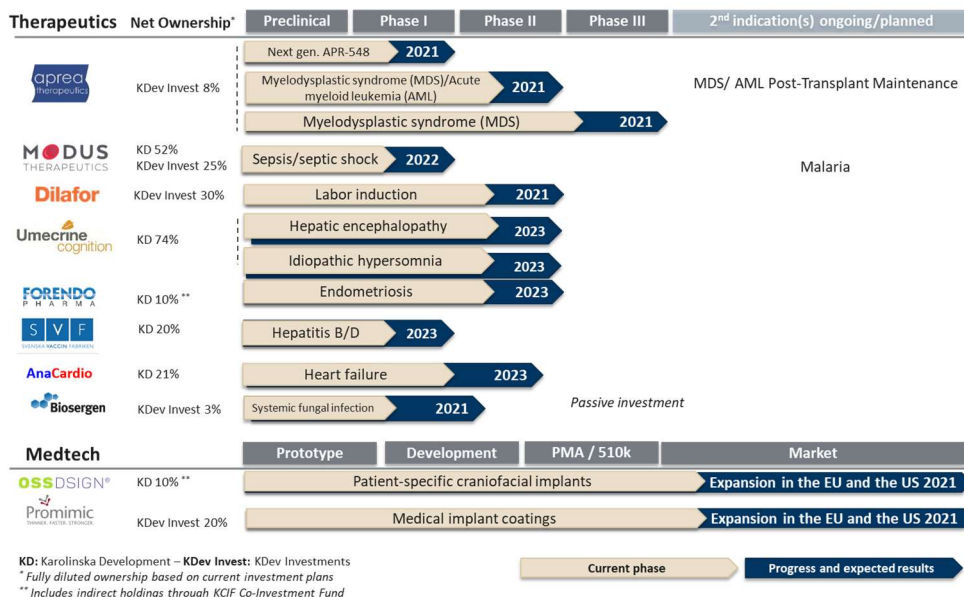 Therapeutics
Net Ownership*
Preclinical
Phase I
Phase II
Phase III
2nd indication(s) ongoing/planned
aprea
therapeutics
KDev Invest 8%
Next gen. APR-548
2021
Myelodysplastic syndrome (MDS)/Acute
myeloid leukemia (AML)
2021
Myelodysplastic syndrome (MDS)
2021
MDS/ AML Post-Transplant Maintenance
MODUS
THERAPEUTICS
KD 52%
KDev Invest 25%
Sepsis/septic shock
2022
Malaria
Dilafor
KDev Invest 30%
Labor induction
2021
Umecrine
cognition
KD 74%
Hepatic encephalopathy
2023
Idiopathic hypersomnia
2023
FORENDO
PHARMA
KD 10% **
Endometriosis
2023
SVF
SVENSKA VACCIN FABRIKEN
KD 20%
Hepatitis B/D
2023
AnaCardio
KD 21%
Heart failure
2023
Biosergen
KDev Invest 3%
Systemic fungal infection
2021
Passive investment
Medtech
Prototype
Development
PMA / 510k
Market
OSSDSIGN®
KD 10% **
Patient-specific craniofacial implants
Expansion in the EU and the US 2021
Promimic
THINNER. FASTER. STRONGER.
KDev Invest 20%
Medical implant coatings
Expansion in the EU and the US 2021
KD: Karolinska Development – KDev Invest: KDev Investments
* Fully diluted ownership based on current investment plans
** Includes indirect holdings through KCIF Co-Investment Fund
Current phase
Progress and expected results